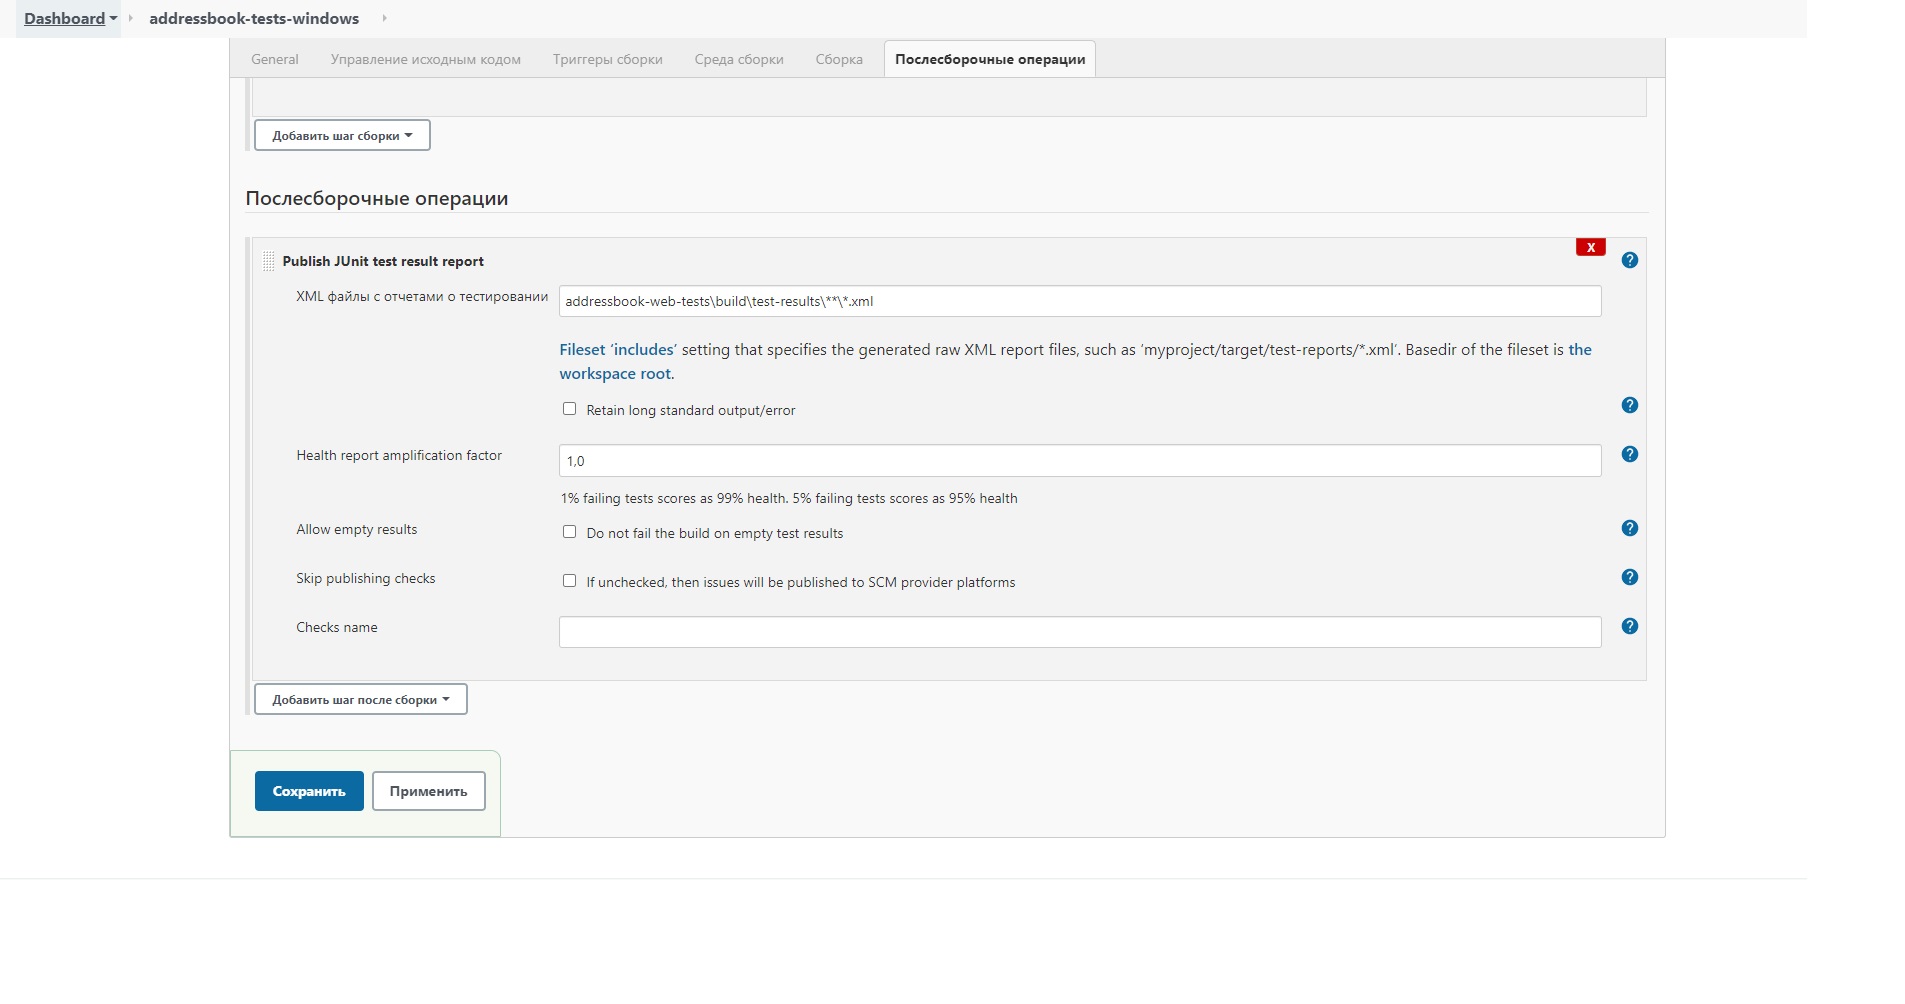 Dashboard addressbook-tests-windows
General Управление исходным кодом Триггеры сборки Среда сборки Сборка Послесборочные операции
Добавить шаг сборки
Послесборочные операции
X
Publish JUnit test result report ?
XML файлы с отчетами о тестировании addressbook-web-tests\build\test-results\**\*.xml
Fileset 'includes' setting that specifies the generated raw XML report files, such as 'myproject/target/test-reports/*.xml'. Basedir of the fileset is the
workspace root.
Retain long standard output/error ?
Health report amplification factor 1,0 ?
1% failing tests scores as 99% health. 5% failing tests scores as 95% health
Allow empty results Do not fail the build on empty test results ?
Skip publishing checks If unchecked, then issues will be published to SCM provider platforms ?
Checks name ?
Добавить шаг после сборки
Сохранить Применить